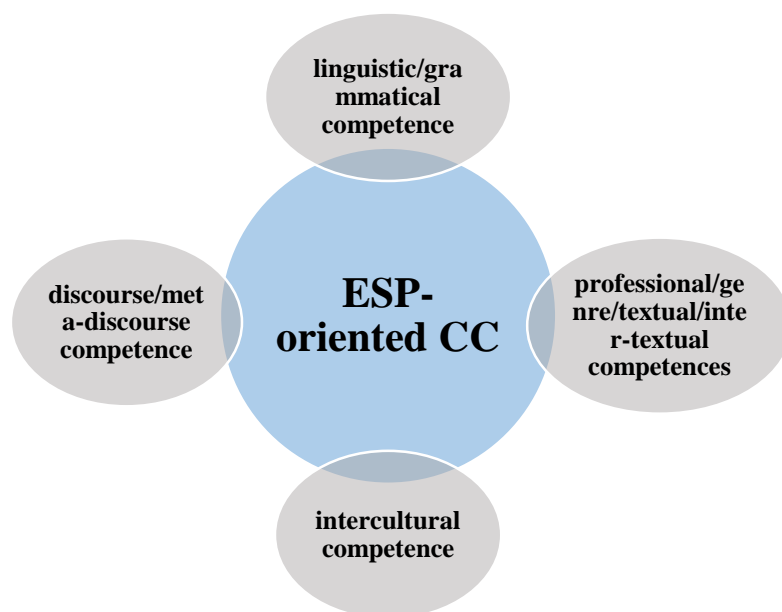 linguistic/gra
mmatical
competence
discourse/met
a-discourse
competence
ESP-
oriented CC
professional/ge
nre/textual/inte
r-textual
competences
intercultural
competence